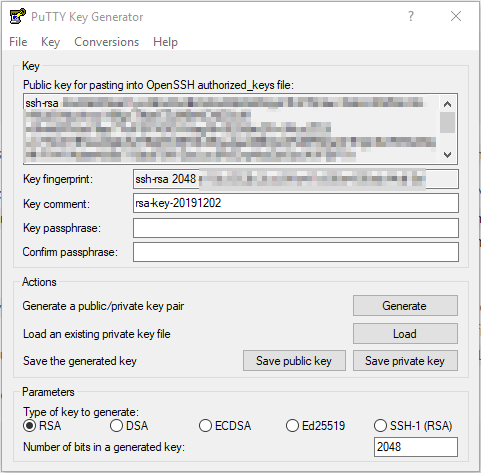 PuTTY Key Generator
?
File Key Conversions Help
Key
Public key for pasting into OpenSSH authorized_keys file:
ssh-rsa
Key fingerprint: ssh-rsa 2048
Key comment: rsa-key-20191202
Key passphrase:
Confirm passphrase:
Actions
Generate a public/private key pair Generate
Load an existing private key file Load
Save the generated key Save public key Save private key
Parameters
Type of key to generate:
RSA DSA ECDSA Ed25519 SSH-1 (RSA)
Number of bits in a generated key: 2048